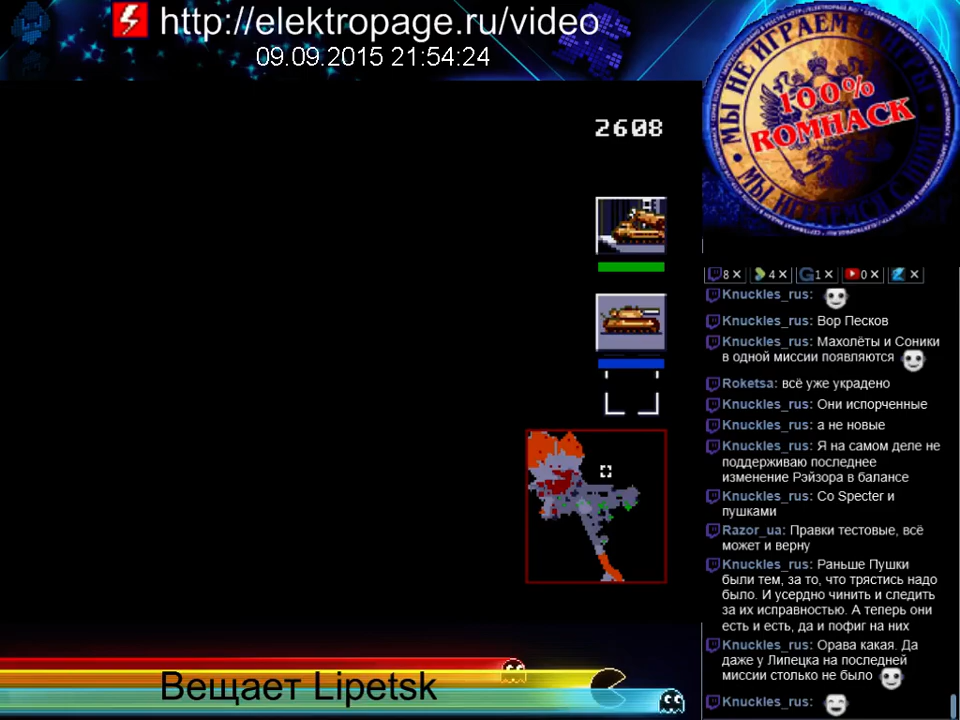 http://elektropage.ru/video
09.09.2015 21:54:24
МЫ НЕ ИГРАЕМ В ИГРЫ
100%
ROMHACK
2608
8 ×
4 ×
1 ×
0 ×
×
Knuckles_rus:
Knuckles_rus: Вор Песков
Knuckles_rus: Махолёты и Соники
в одной миссии появляются
Roketsa: всё уже украдено
Knuckles_rus: Они испорченные
Knuckles_rus: а не новые
Knuckles_rus: Я на самом деле не
поддерживаю последнее
изменение Рэйзора в балансе
Knuckles_rus: Со Specter и
пушками
Razor_ua: Правки тестовые, всё
может и верну
Knuckles_rus: Раньше Пушки
были тем, за то, что трястись надо
было. И усердно чинить и следить
за их исправностью. А теперь они
есть и есть, да и пофиг на них
Knuckles_rus: Орава какая. Да
даже у Липецка на последней
миссии столько не было
Knuckles_rus:
Вещает Lipetsk